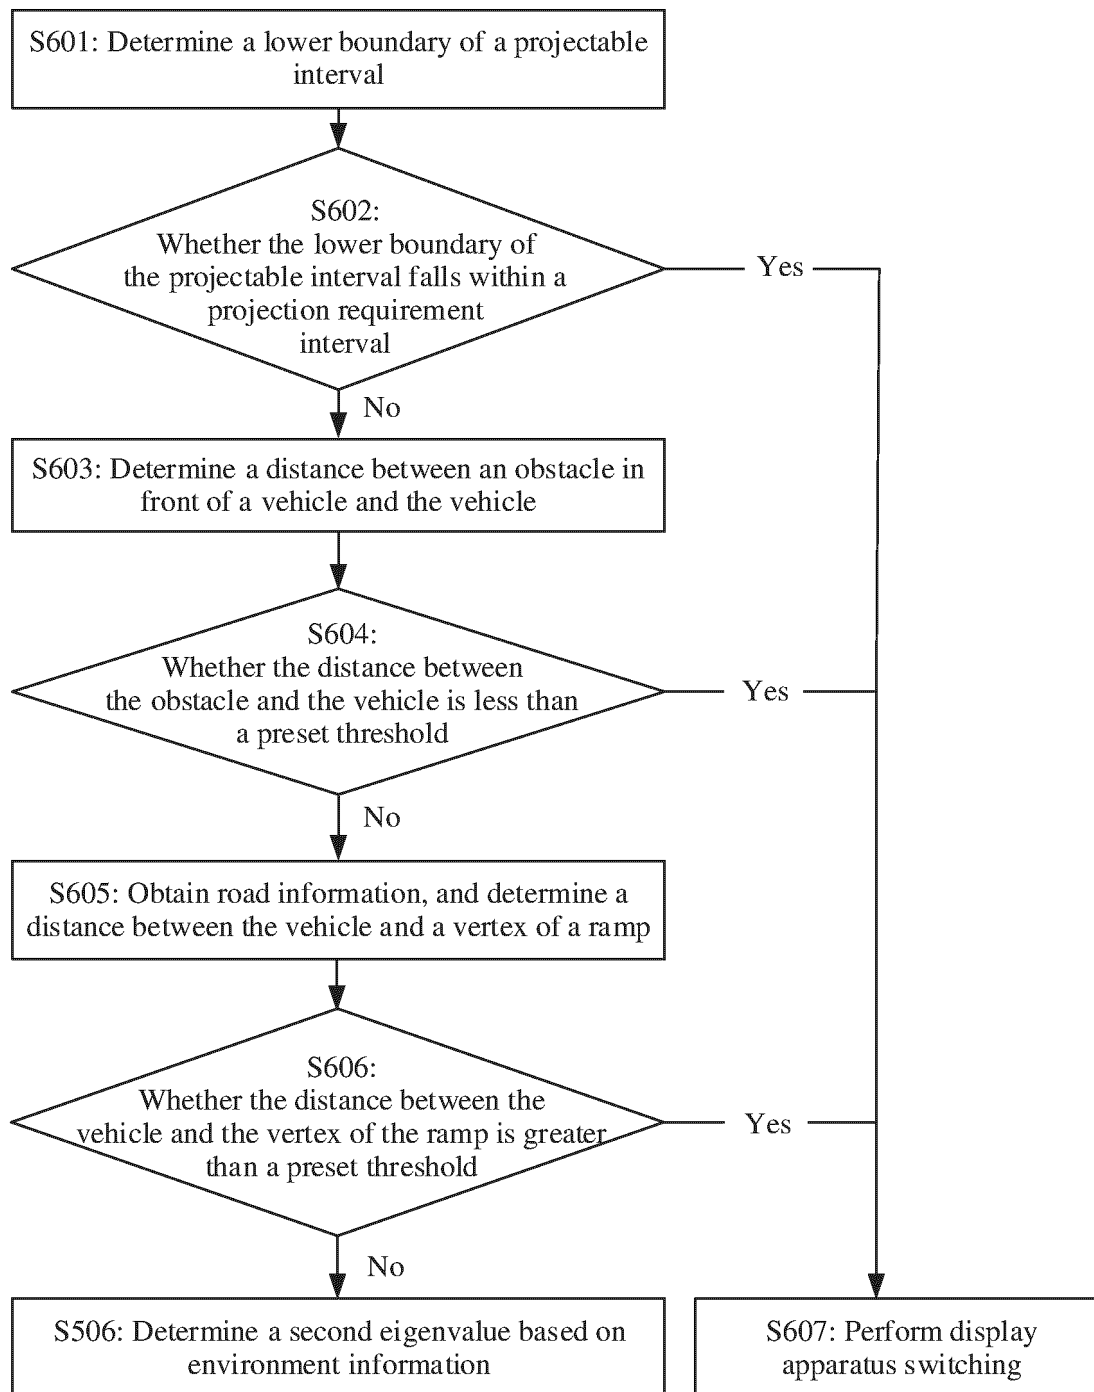 S601: Determine a lower boundary of a projectable
interval
S602:
Whether the lower boundary of
the projectable interval falls within a
projection requirement
interval
Yes
No
S603: Determine a distance between an obstacle in
front of a vehicle and the vehicle
S604:
Whether the distance between
the obstacle and the vehicle is less than
a preset threshold
Yes
No
S605: Obtain road information, and determine a
distance between the vehicle and a vertex of a ramp
S606:
Whether the distance between the
vehicle and the vertex of the ramp is greater
than a preset threshold
Yes
No
S506: Determine a second eigenvalue based on
environment information
S607: Perform display
apparatus switching